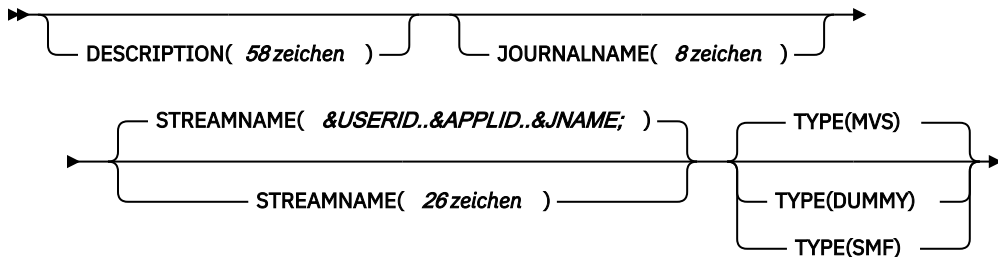 DESCRIPTION( 58 zeichen ) JOURNALNAME( 8 zeichen )
STREAMNAME( &USERID..&APPLID..&JNAME; ) TYPE(MVS)
STREAMNAME( 26 zeichen ) TYPE(DUMMY)
TYPE(SMF)